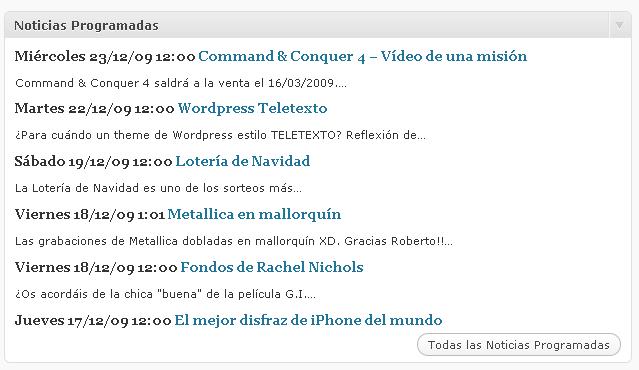 Noticias Programadas
Miércoles 23/12/09 12:00 Command & Conquer 4 – Vídeo de una misión
Command & Conquer 4 saldrá a la venta el 16/03/2009....
Martes 22/12/09 12:00 Wordpress Teletexto
¿Para cuándo un theme de Wordpress estilo TELETEXTO? Reflexión de...
Sábado 19/12/09 12:00 Lotería de Navidad
La Lotería de Navidad es uno de los sorteos más...
Viernes 18/12/09 1:01 Metallica en mallorquín
Las grabaciones de Metallica dobladas en mallorquín XD. Gracias Roberto!!...
Viernes 18/12/09 12:00 Fondos de Rachel Nichols
¿Os acordáis de la chica "buena" de la película G.I....
Jueves 17/12/09 12:00 El mejor disfraz de iPhone del mundo
Todas las Noticias Programadas